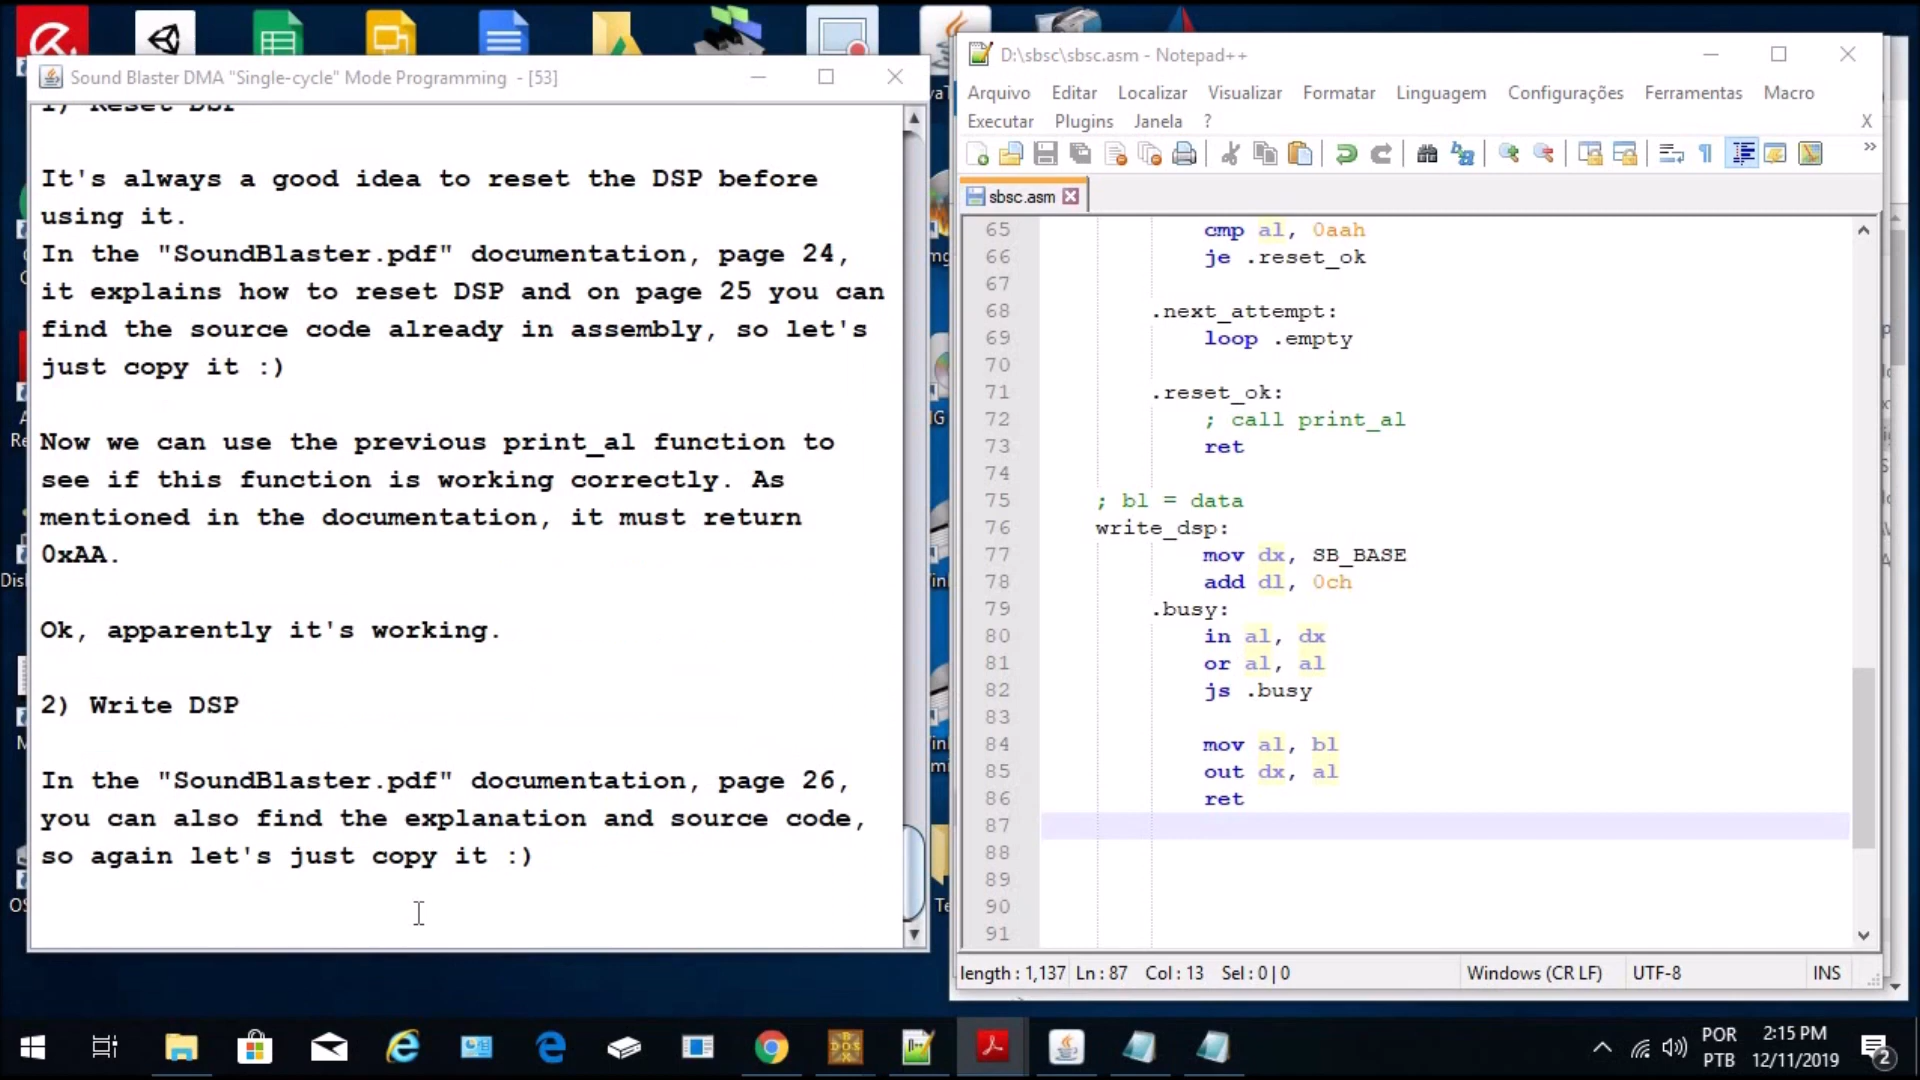 Sound Blaster DMA "Single-cycle" Mode Programming - [53]
1) Reset DSP
It's always a good idea to reset the DSP before
using it.
In the "SoundBlaster.pdf" documentation, page 24,
it explains how to reset DSP and on page 25 you can
find the source code already in assembly, so let's
just copy it :)
Now we can use the previous print_al function to
see if this function is working correctly. As
mentioned in the documentation, it must return
0xAA.
Ok, apparently it's working.
2) Write DSP
In the "SoundBlaster.pdf" documentation, page 26,
you can also find the explanation and source code,
so again let's just copy it :)
D:\sbsc\sbsc.asm - Notepad++
Arquivo Editar Localizar Visualizar Formatar Linguagem Configurações Ferramentas Macro
Executar Plugins Janela ? X
sbsc.asm
65 cmp al, 0aah
66 je .reset_ok
67
68 .next_attempt:
69 loop .empty
70
71 .reset_ok:
72 ; call print_al
73 ret
74
75 ; bl = data
76 write_dsp:
77 mov dx, SB_BASE
78 add dl, 0ch
79 .busy:
80 in al, dx
81 or al, al
82 js .busy
83
84 mov al, bl
85 out dx, al
86 ret
87
88
89
90
91
length : 1,137 Ln : 87 Col : 13 Sel : 0 | 0 Windows (CR LF) UTF-8 INS
POR
PTB
2:15 PM
12/11/2019
2